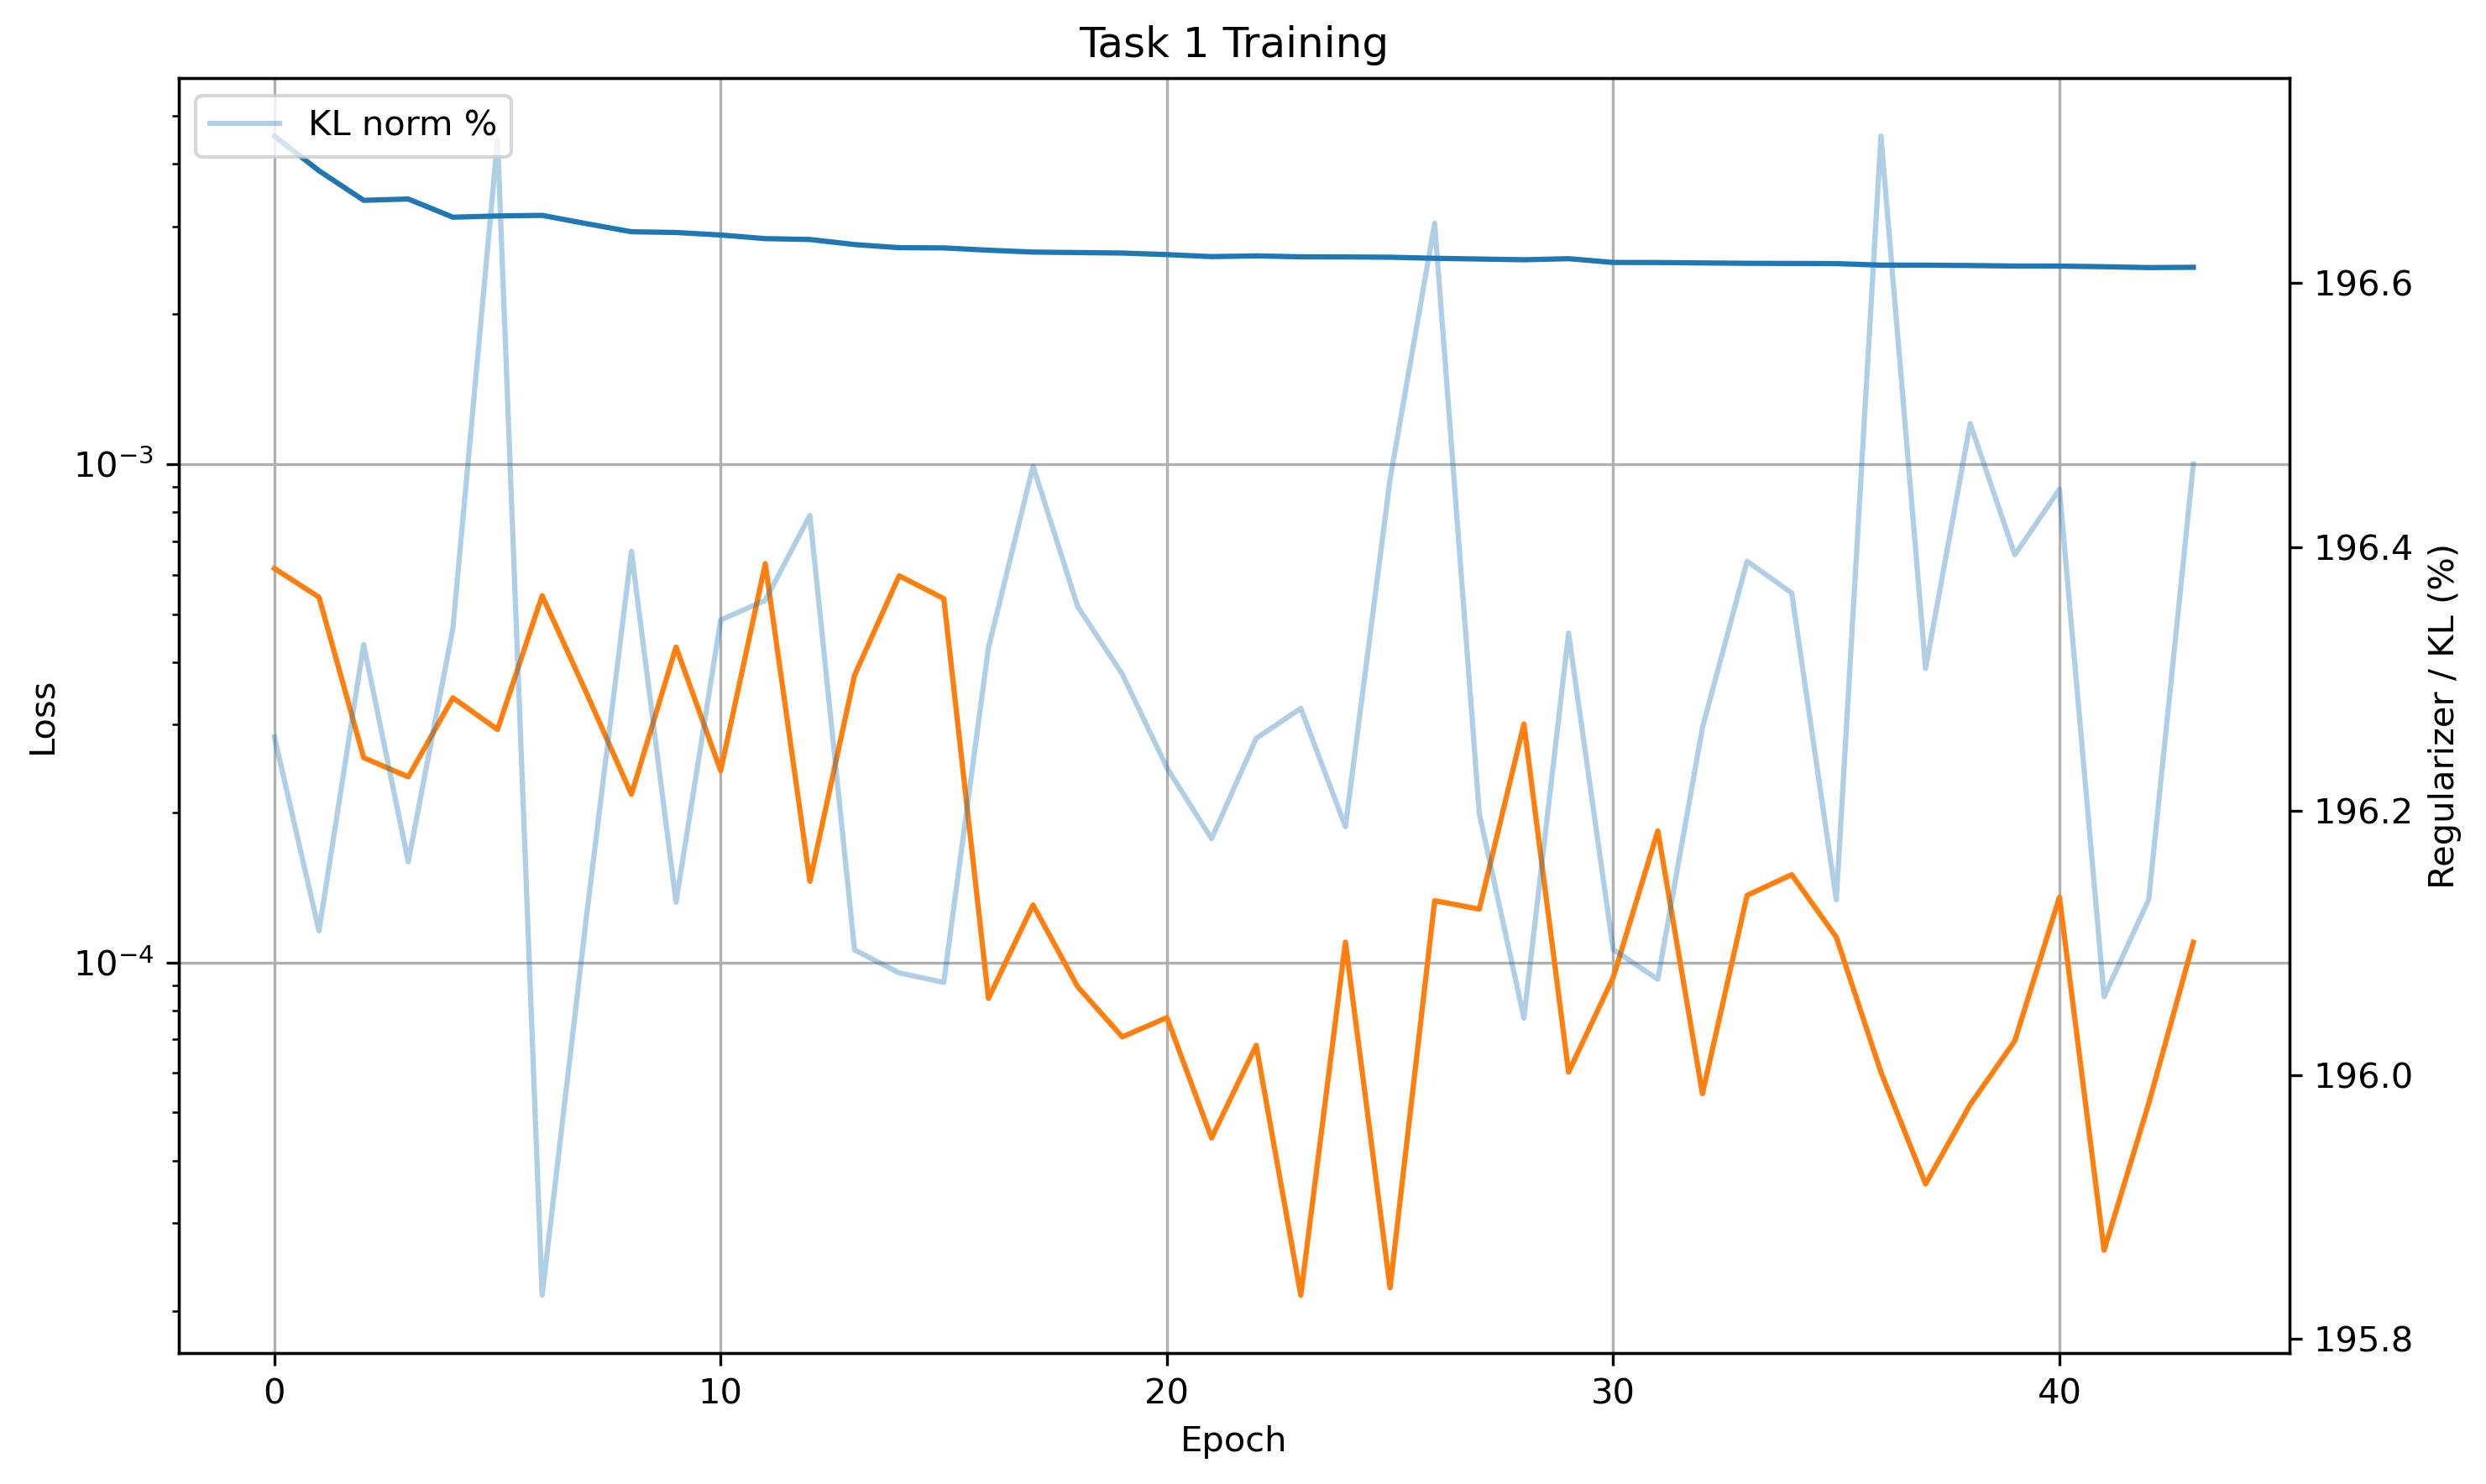 Task 1 Training
KL norm %
10⁻³
10⁻⁴
Loss
196.6
196.4
196.2
196.0
195.8
Regularizer / KL (%)
0 10 20 30 40
Epoch